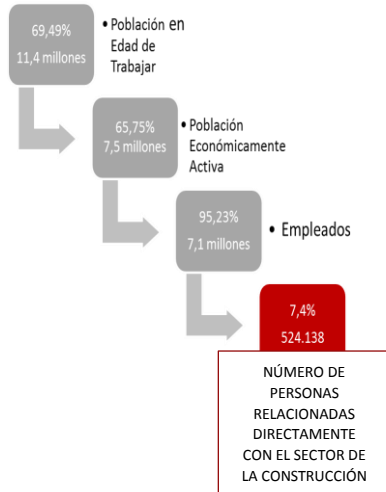 69,49%
11,4 millones
• Población en
Edad de
Trabajar
65,75%
7,5 millones
• Población
Económicamente
Activa
95,23%
7,1 millones
• Empleados
7,4%
524.138
NÚMERO DE
PERSONAS
RELACIONADAS
DIRECTAMENTE
CON EL SECTOR DE
LA CONSTRUCCIÓN